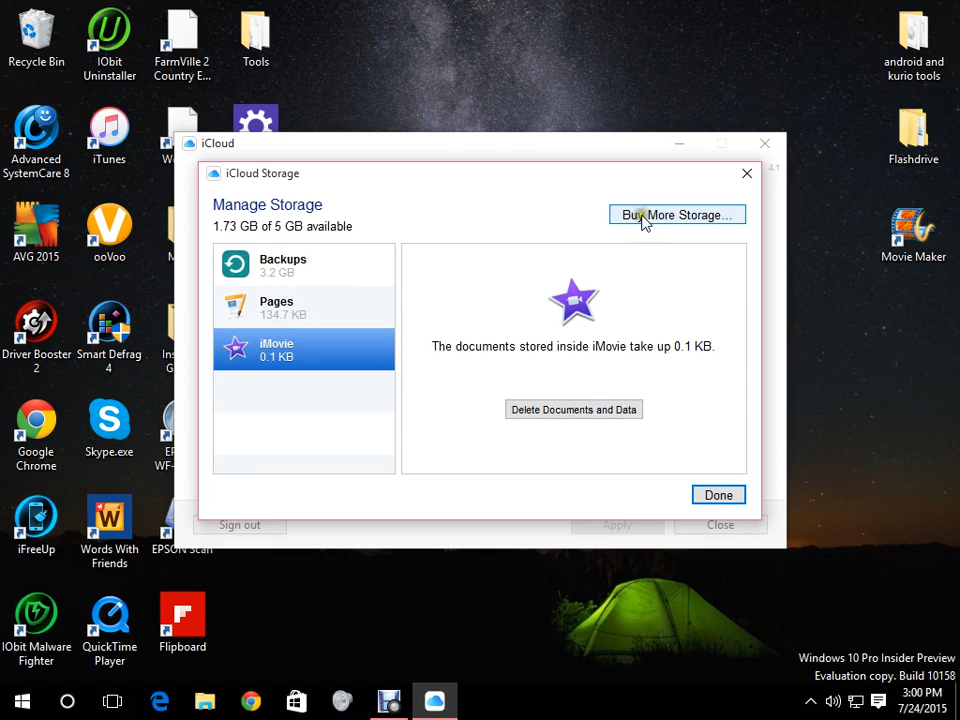 Recycle Bin
IObit
Uninstaller
FarmVille 2
Country E...
Tools
android and
kurio tools
Advanced
SystemCare 8
iTunes
Flashdrive
AVG 2015
ooVoo
Movie Maker
Driver Booster
2
Smart Defrag
4
Google
Chrome
Skype.exe
iFreeUp
Words With
Friends
EPSON Scan
IObit Malware
Fighter
QuickTime
Player
Flipboard
iCloud
4.1
iCloud Storage
Manage Storage
1.73 GB of 5 GB available
Buy More Storage...
Backups
3.2 GB
Pages
134.7 KB
iMovie
0.1 KB
The documents stored inside iMovie take up 0.1 KB.
Delete Documents and Data
Done
Sign out
Apply
Close
Windows 10 Pro Insider Preview
Evaluation copy. Build 10158
3:00 PM
7/24/2015